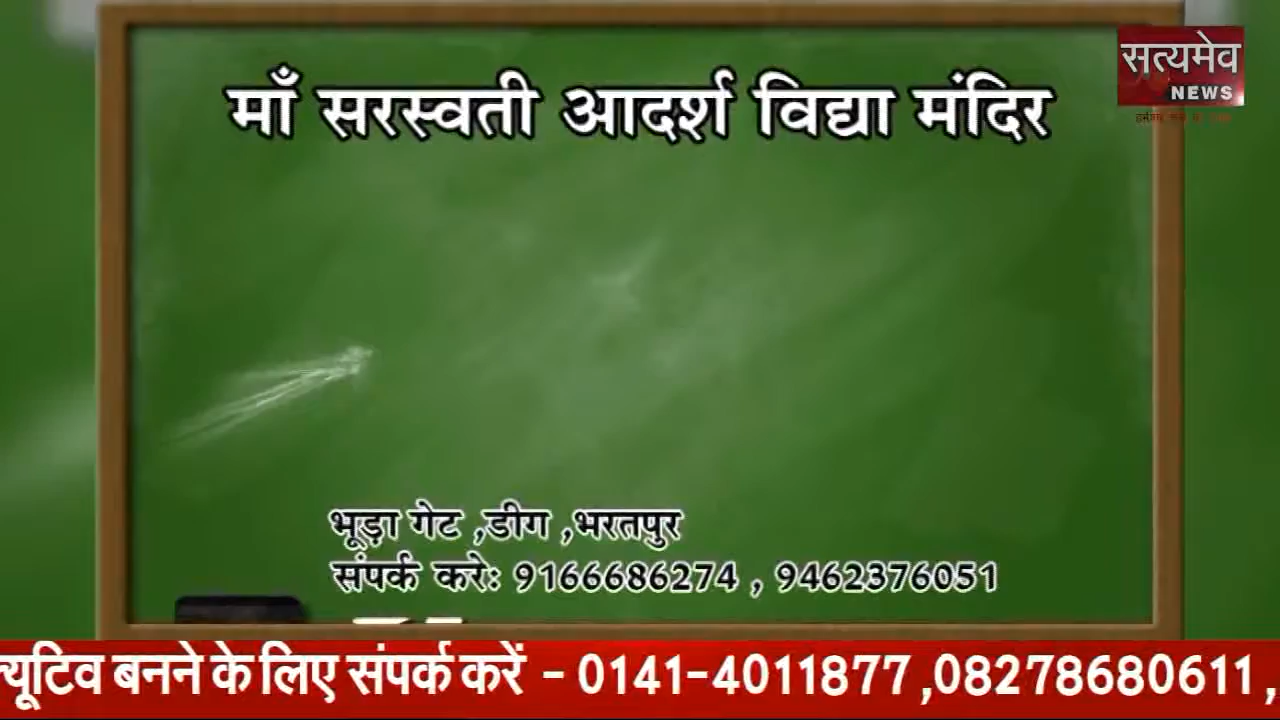 सत्यमेव
NEWS
माँ सरस्वती आदर्श विद्या मंदिर
भूड़ा गेट ,डीग ,भरतपुर
संपर्क करे: 9166686274 , 9462376051
बनने के लिए संपर्क करें - 0141-4011877 ,08278680611 ,